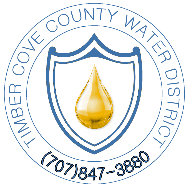 TIMBER COVE COUNTY WATER DISTRICT
(707)847-3880